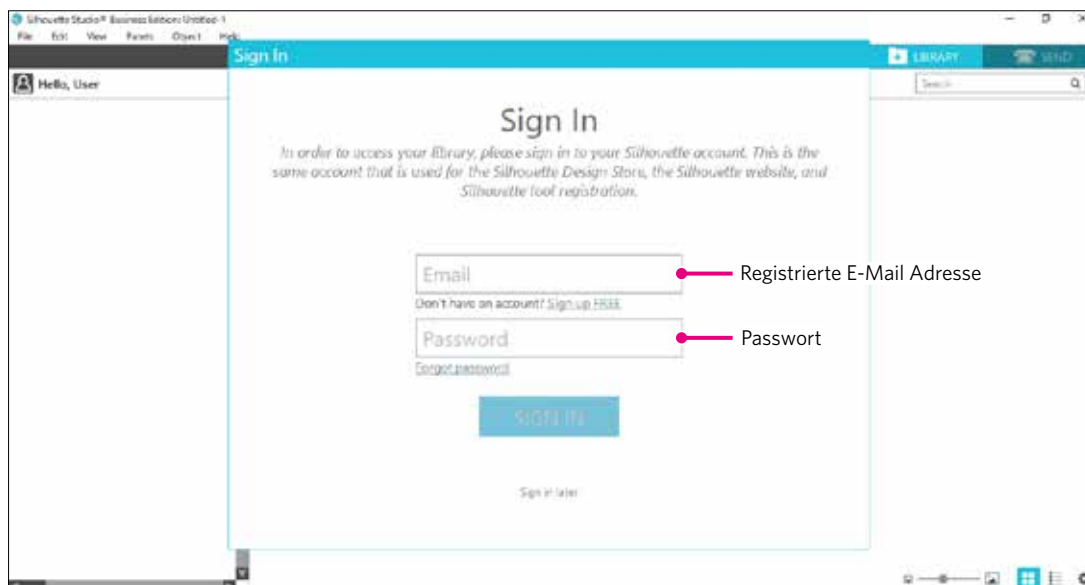 Silhouette Studio® Business Edition: Untitled-1
File Edit View Panels Object Help
Sign In
LIBRARY
SEND
Hello, User
Search
Sign In
In order to access your library, please sign in to your Silhouette account. This is the
same account that is used for the Silhouette Design Store, the Silhouette website, and
Silhouette tool registration.
Email
Registrierte E-Mail Adresse
Don't have an account? Sign up FREE
Password
Passwort
Forgot password
SIGN IN
Sign in later